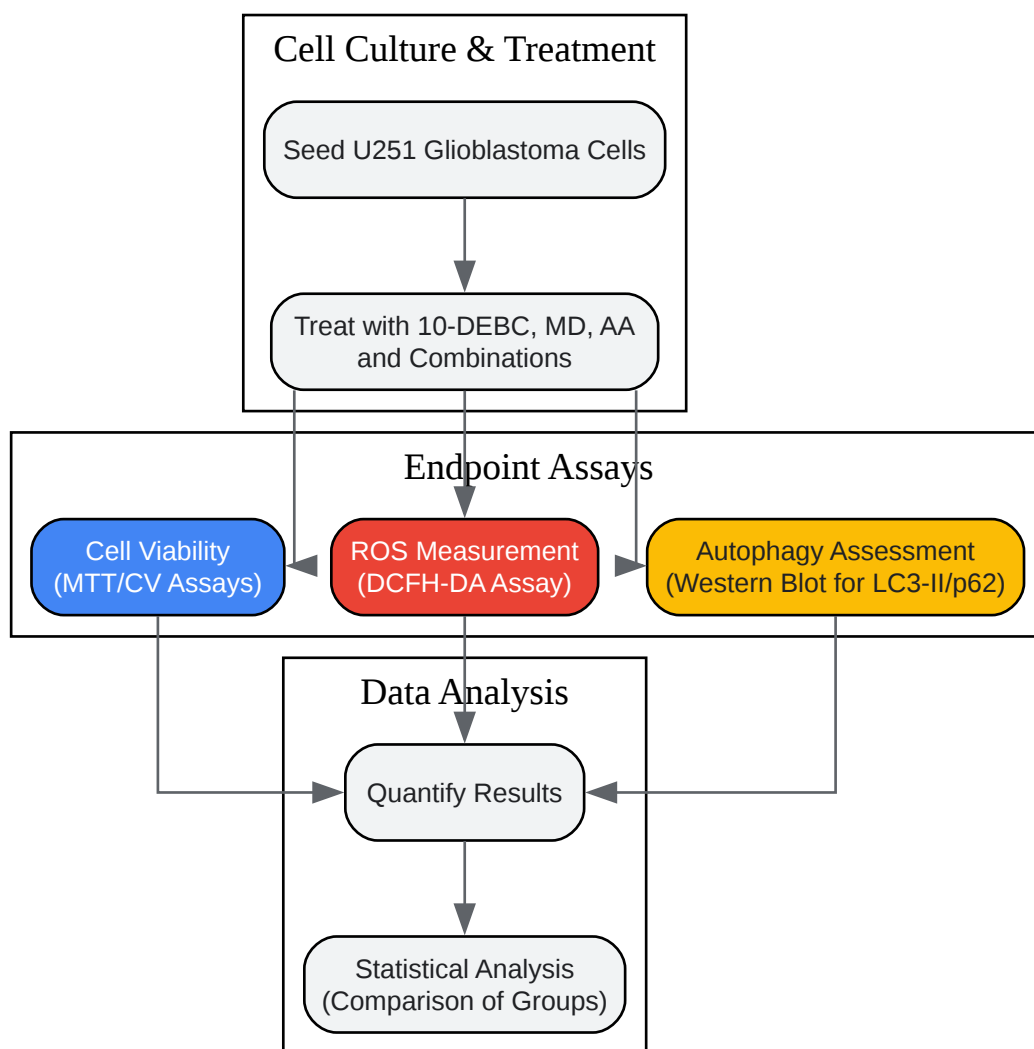 Cell Culture & Treatment
Seed U251 Glioblastoma Cells
Treat with 10-DEBC, MD, AA
and Combinations
Endpoint Assays
Cell Viability
(MTT/CV Assays)
ROS Measurement
(DCFH-DA Assay)
Autophagy Assessment
(Western Blot for LC3-II/p62)
Data Analysis
Quantify Results
Statistical Analysis
(Comparison of Groups)